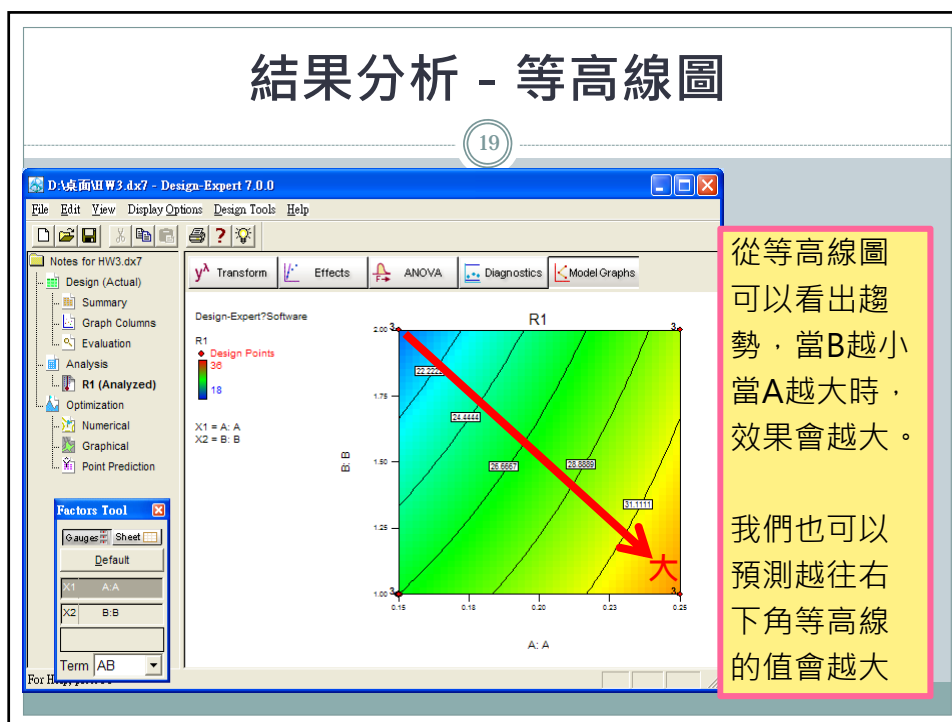 結果分析 - 等高線圖
19
D:\桌面\HW3.dx7 - Design-Expert 7.0.0
File Edit View Display Options Design Tools Help
Notes for HW3.dx7
Design (Actual)
Summary
Graph Columns
Evaluation
Analysis
R1 (Analyzed)
Optimization
Numerical
Graphical
Point Prediction
Factors Tool
Gauges Sheet
Default
X1 A:A
X2 B:B
Term AB
yλ Transform Effects ANOVA Diagnostics Model Graphs
Design-Expert?Software
R1
Design Points
36
18
X1 = A: A
X2 = B: B
R1
2.00
1.75
1.50
1.25
1.00
B: B
3
3
3
3
22.2222
24.4444
26.6667
28.8889
31.1111
大
0.15 0.18 0.20 0.23 0.25
A: A
從等高線圖
可以看出趨
勢，當B越小
當A越大時，
效果會越大。
我們也可以
預測越往右
下角等高線
的值會越大